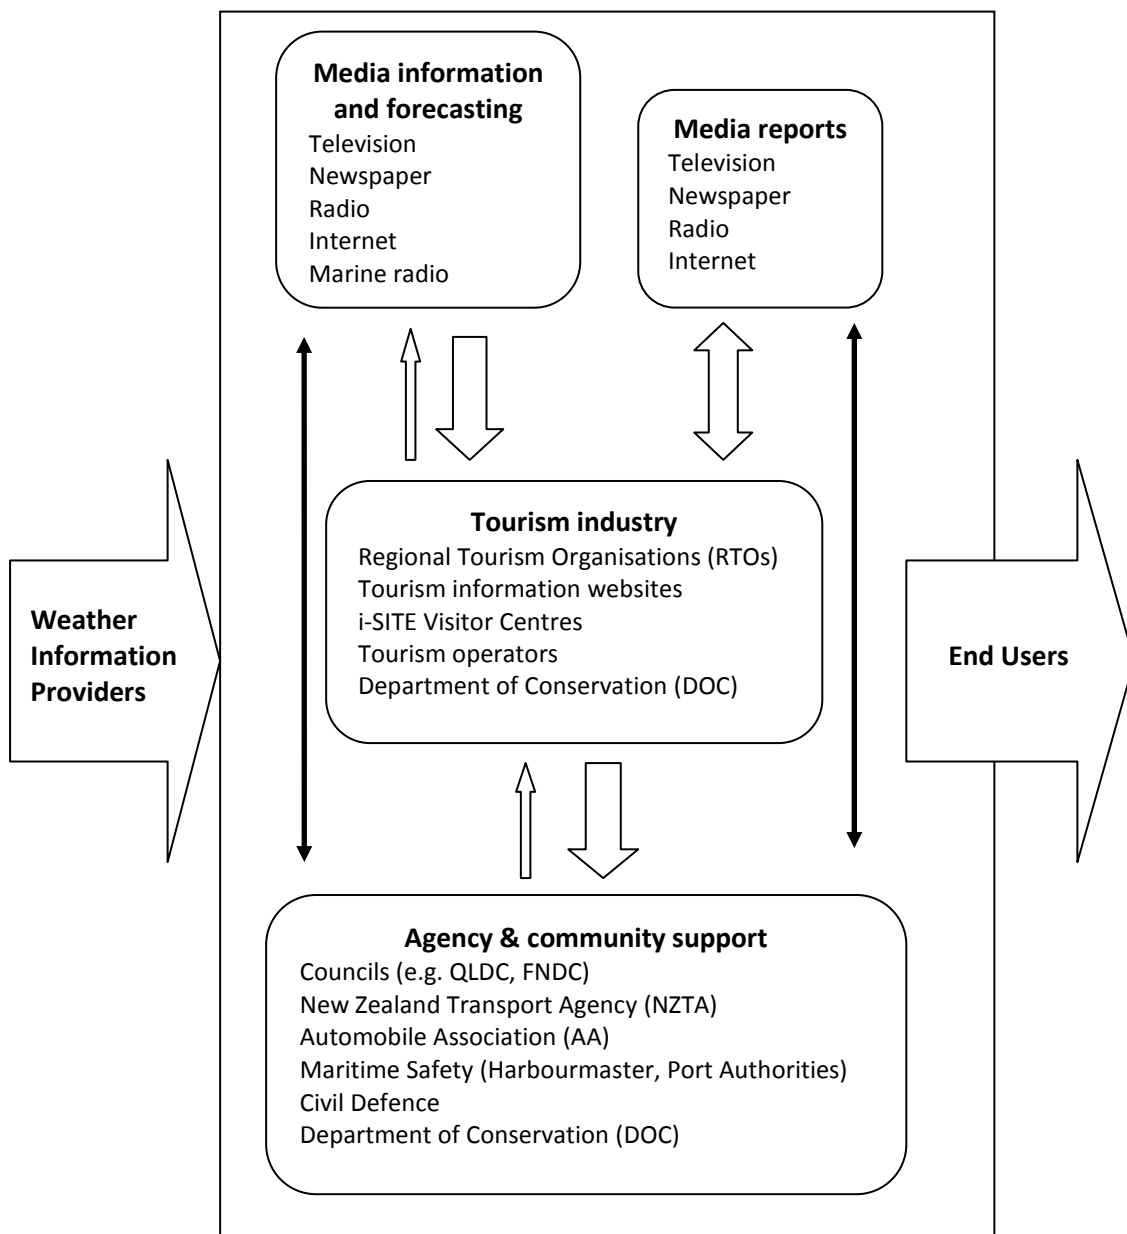 Media information
and forecasting
Television
Newspaper
Radio
Internet
Marine radio
Media reports
Television
Newspaper
Radio
Internet
Weather
Information
Providers
Tourism industry
Regional Tourism Organisations (RTOs)
Tourism information websites
i-SITE Visitor Centres
Tourism operators
Department of Conservation (DOC)
End Users
Agency & community support
Councils (e.g. QLDC, FNDC)
New Zealand Transport Agency (NZTA)
Automobile Association (AA)
Maritime Safety (Harbourmaster, Port Authorities)
Civil Defence
Department of Conservation (DOC)